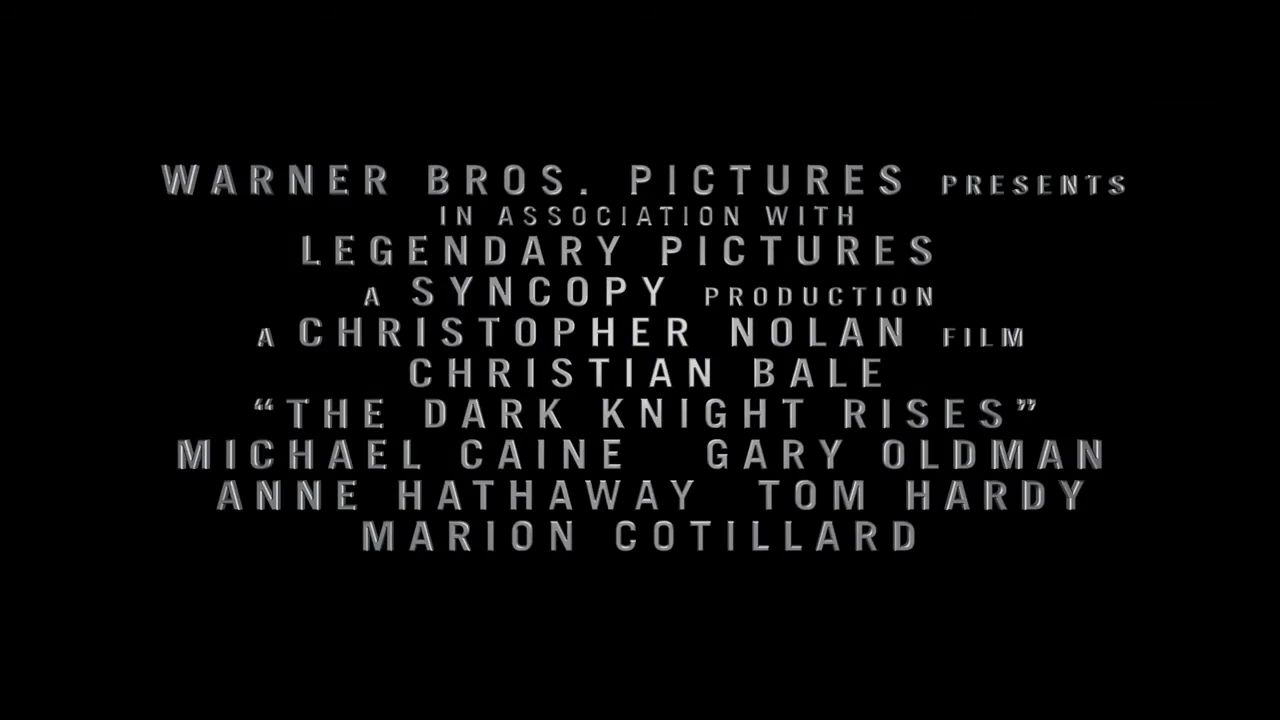 WARNER BROS. PICTURES PRESENTS
IN ASSOCIATION WITH
LEGENDARY PICTURES
A SYNCOPY PRODUCTION
A CHRISTOPHER NOLAN FILM
CHRISTIAN BALE
“THE DARK KNIGHT RISES”
MICHAEL CAINE GARY OLDMAN
ANNE HATHAWAY TOM HARDY
MARION COTILLARD